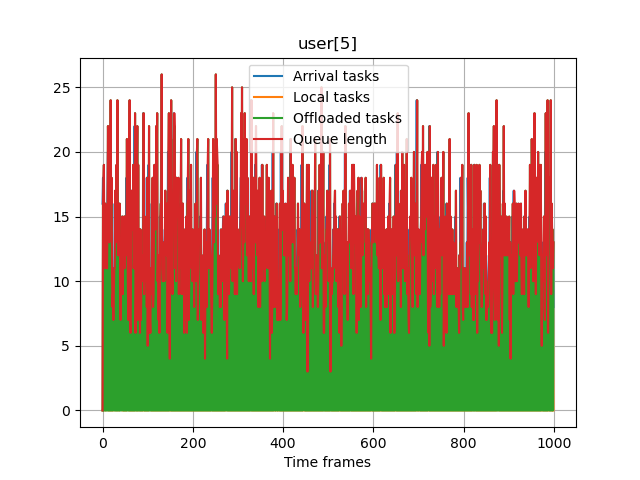 user[5]
Arrival tasks
Local tasks
Offloaded tasks
Queue length
25
20
15
10
5
0
0 200 400 600 800 1000
Time frames